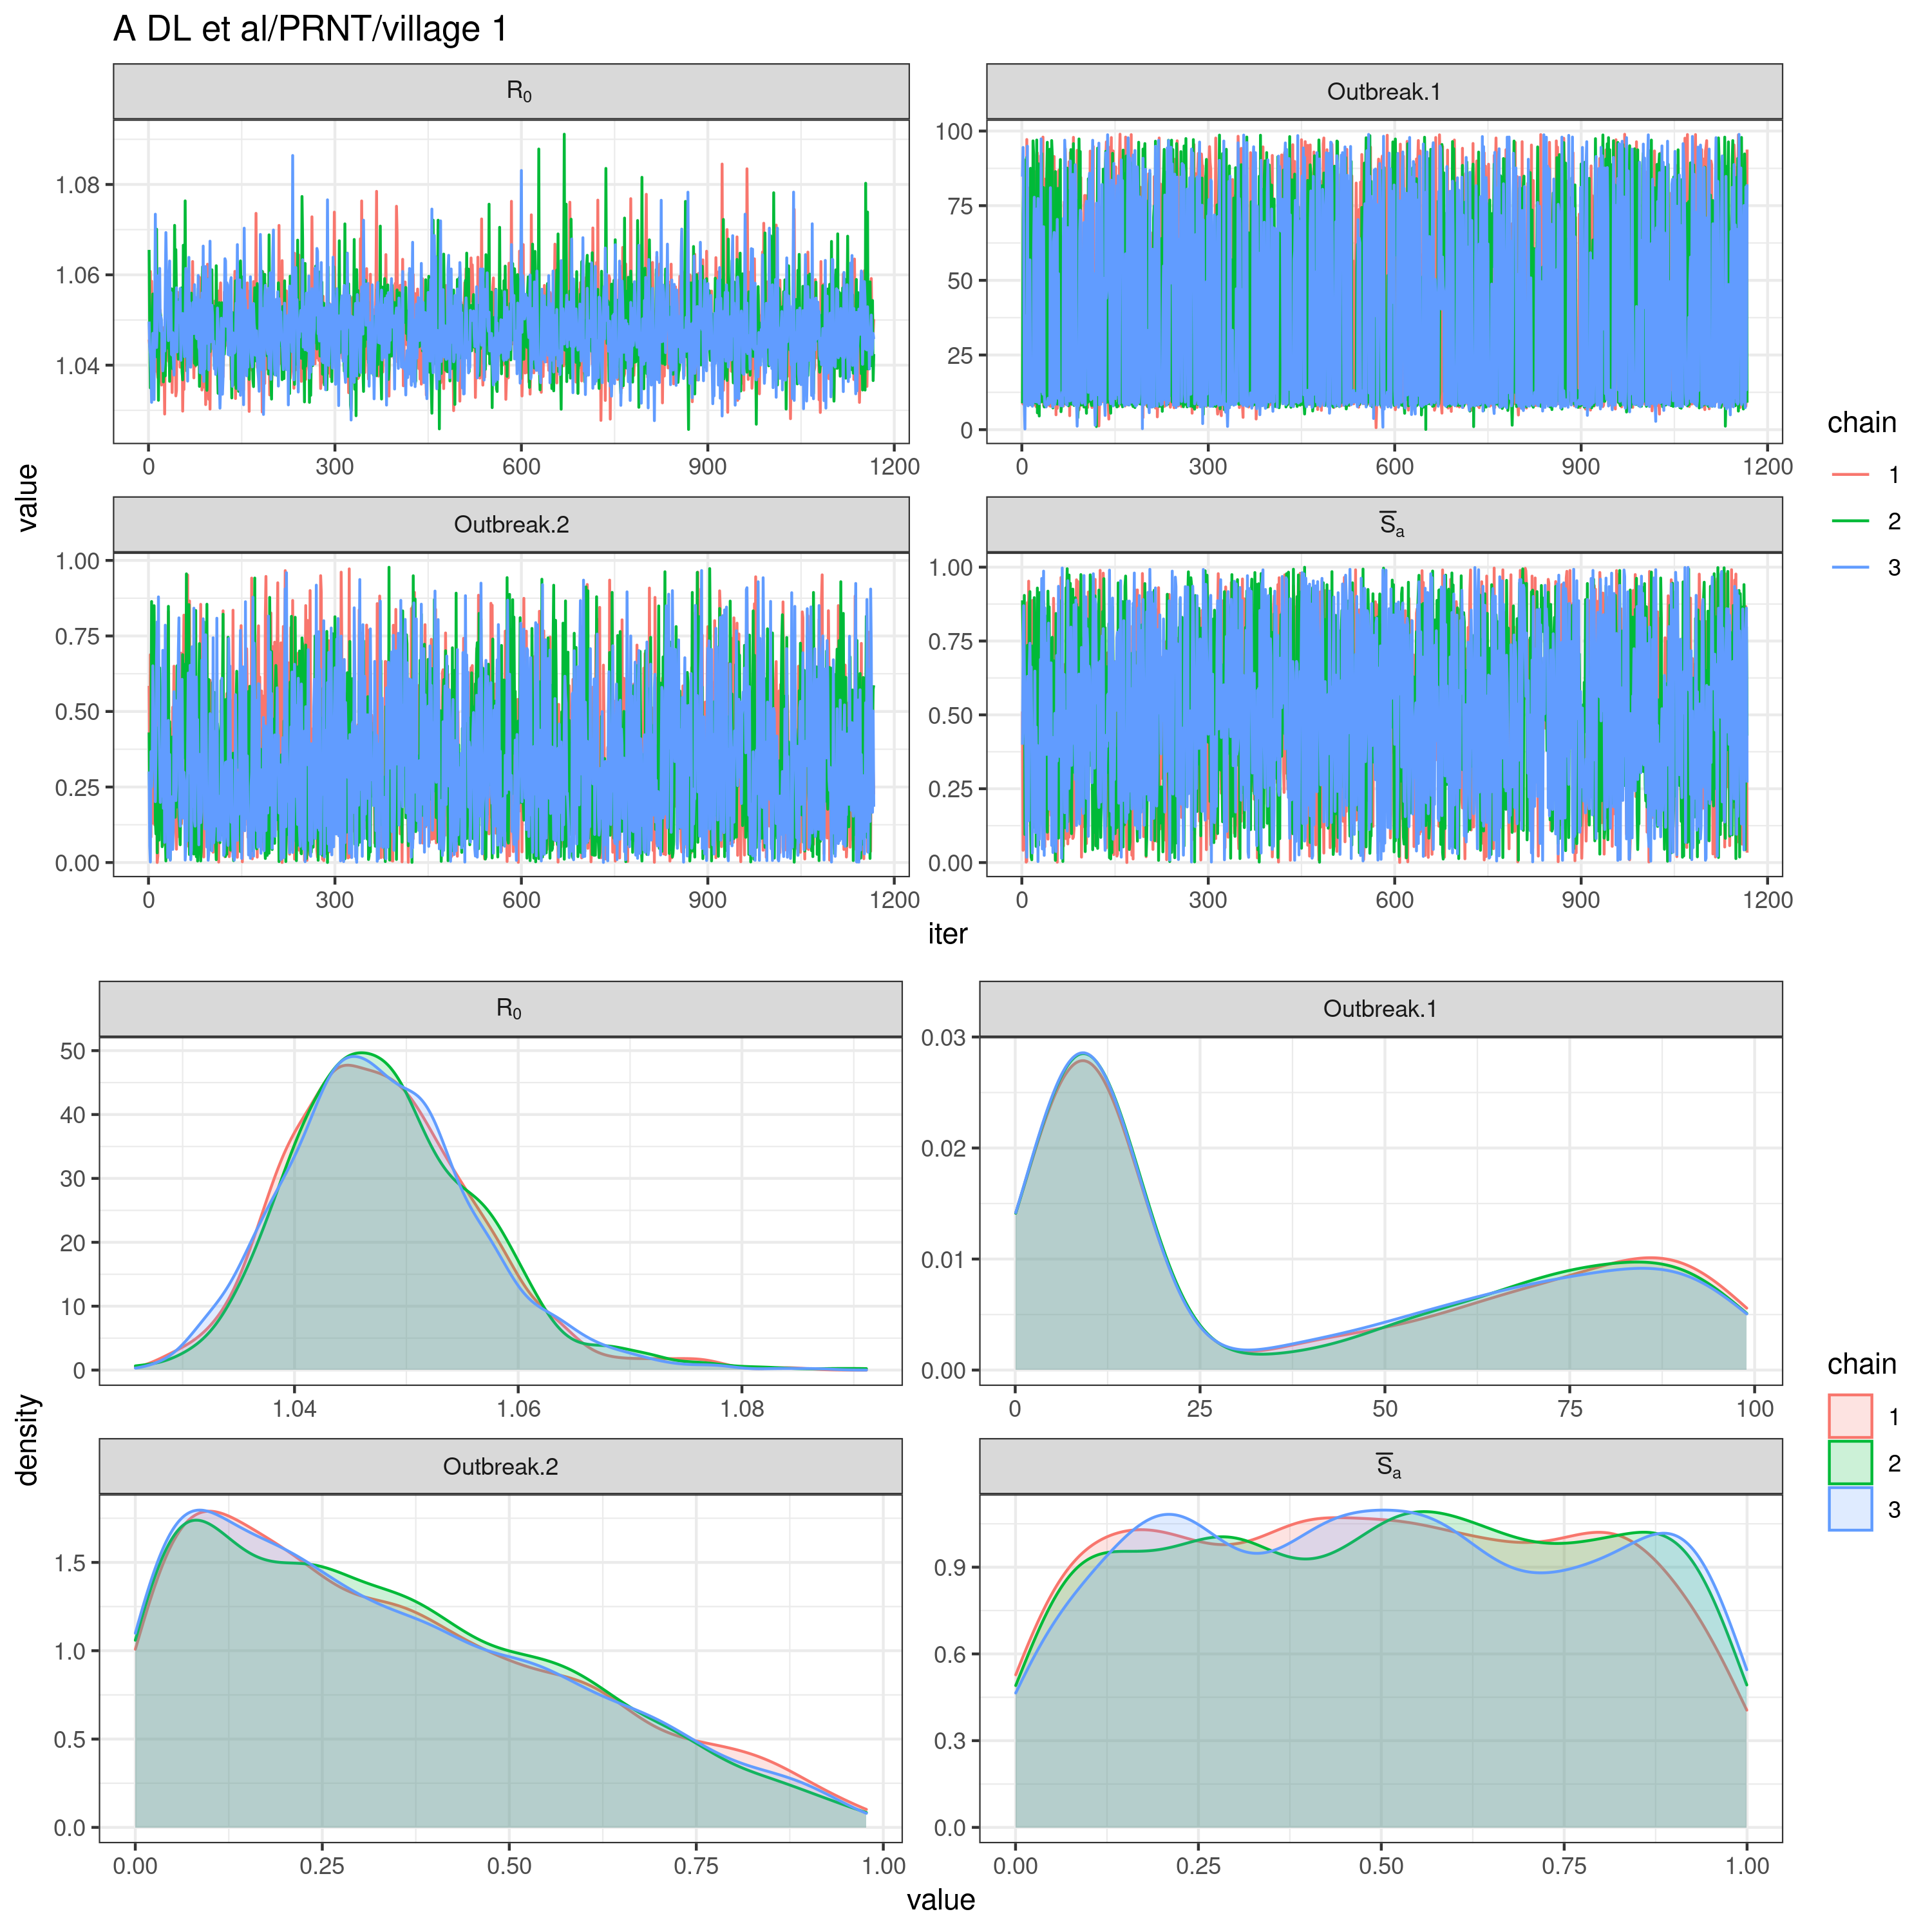 A DL et al/PRNT/village 1
R₀
Outbreak.1
1.08
1.06
1.04
0 300 600 900 1200
100
75
50
25
0
0 300 600 900 1200
value
Outbreak.2
S̅ₐ
1.00
0.75
0.50
0.25
0.00
0 300 600 900 1200
1.00
0.75
0.50
0.25
0.00
0 300 600 900 1200
iter
chain
1
2
3
R₀
Outbreak.1
50
40
30
20
10
0
1.04 1.06 1.08
0.03
0.02
0.01
0.00
0 25 50 75 100
density
Outbreak.2
S̅ₐ
1.5
1.0
0.5
0.0
0.00 0.25 0.50 0.75 1.00
0.9
0.6
0.3
0.0
0.00 0.25 0.50 0.75 1.00
value
chain
1
2
3